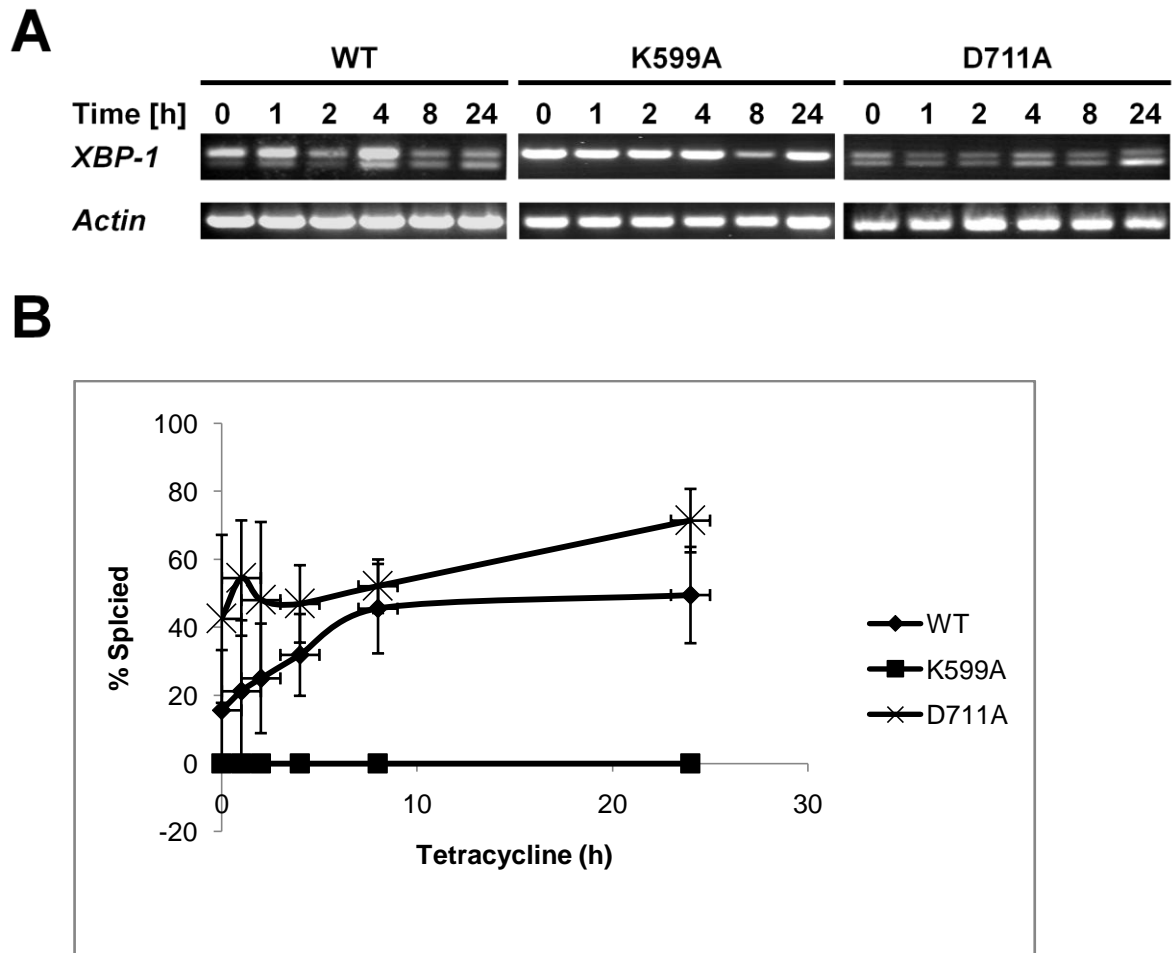 A
WT K599A D711A
Time [h] 0 1 2 4 8 24 0 1 2 4 8 24 0 1 2 4 8 24
XBP-1
Actin
B
100
80
60
40
20
0
-20
% Splcied
0 10 20 30
Tetracycline (h)
WT
K599A
D711A